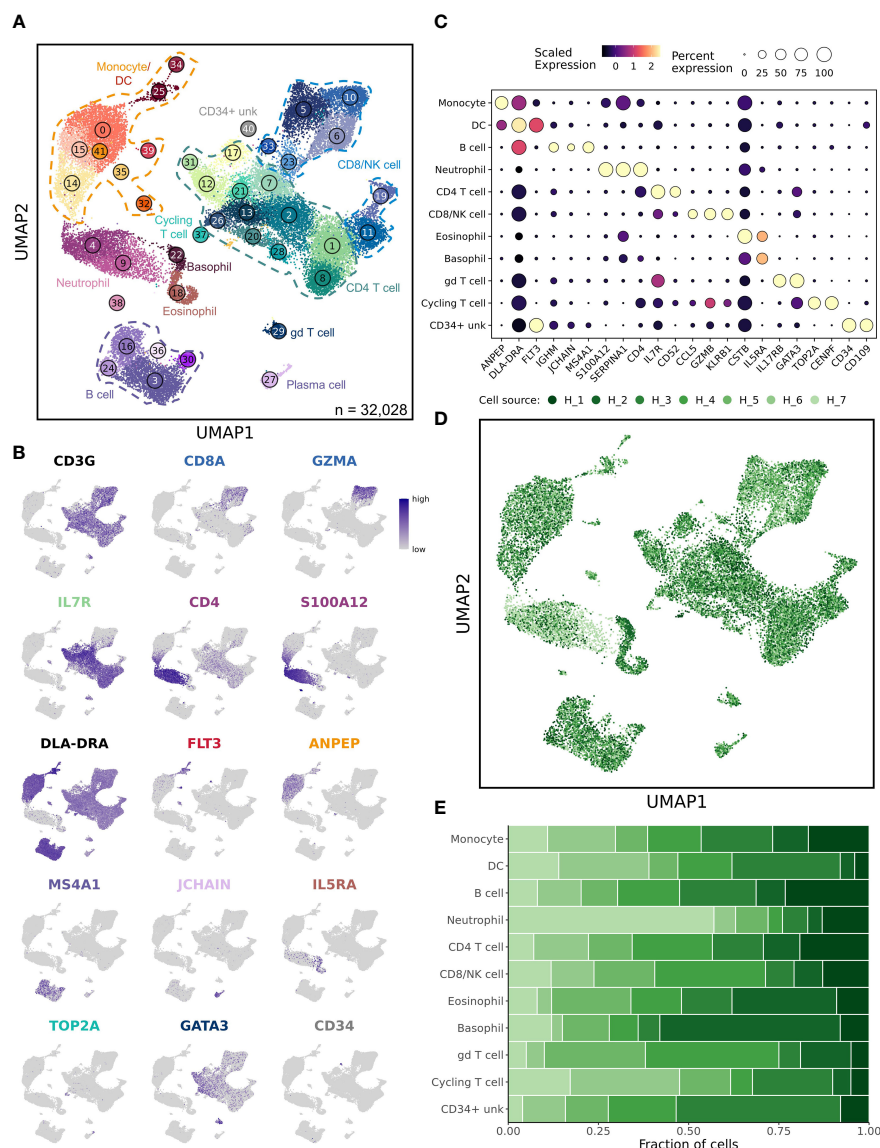 A
Monocyte/
DC
34
25
0
15
41
39
14
35
32
CD34+ unk
40
5
10
6
33
23
CD8/NK cell
31
17
12
7
21
19
Cycling
T cell
26
13
2
37
20
11
1
28
8
CD4 T cell
4
9
Neutrophil
22
Basophil
18
Eosinophil
38
29
gd T cell
16
36
30
24
3
B cell
27
Plasma cell
n = 32,028
UMAP1
UMAP2
B
CD3G
CD8A
GZMA
high
low
IL7R
CD4
S100A12
DLA-DRA
FLT3
ANPEP
MS4A1
JCHAIN
IL5RA
TOP2A
GATA3
CD34
C
Scaled
Expression
0 1 2
Percent
expression
0 25 50 75 100
Monocyte
DC
B cell
Neutrophil
CD4 T cell
CD8/NK cell
Eosinophil
Basophil
gd T cell
Cycling T cell
CD34+ unk
ANPEP
DLA-DRA
FLT3
IGHM
JCHAIN
MS4A1
S100A12
SERPINA1
CD4
IL7R
CD52
CCL5
GZMB
KLRB1
CSTB
IL5RA
IL17RB
GATA3
TOP2A
CENPF
CD34
CD109
Cell source: H_1 H_2 H_3 H_4 H_5 H_6 H_7
D
UMAP2
UMAP1
E
Monocyte
DC
B cell
Neutrophil
CD4 T cell
CD8/NK cell
Eosinophil
Basophil
gd T cell
Cycling T cell
CD34+ unk
0.00 0.25 0.50 0.75 1.00
Fraction of cells